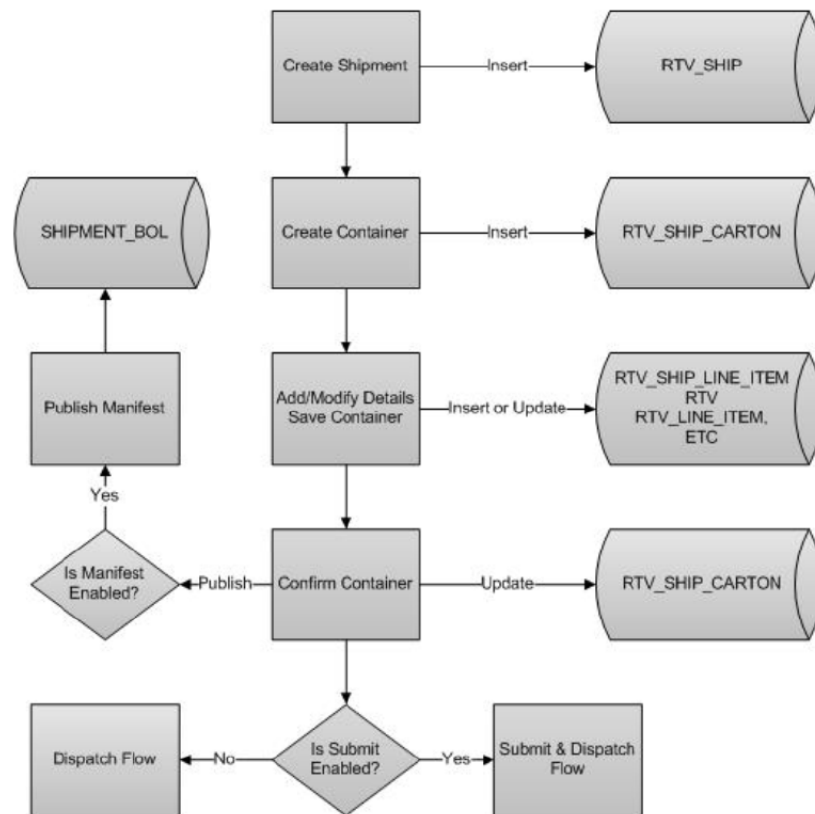 Create Shipment
Insert
RTV_SHIP
SHIPMENT_BOL
Create Container
Insert
RTV_SHIP_CARTON
Publish Manifest
Add/Modify Details
Save Container
Insert or Update
RTV_SHIP_LINE_ITEM
RTV
RTV_LINE_ITEM,
ETC
Yes
Is Manifest
Enabled?
Publish
Confirm Container
Update
RTV_SHIP_CARTON
Dispatch Flow
No
Is Submit
Enabled?
Yes
Submit & Dispatch
Flow